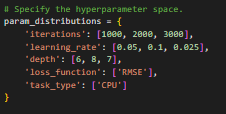 # Specify the hyperparameter space.
param_distributions = {
    'iterations': [1000, 2000, 3000],
    'learning_rate': [0.05, 0.1, 0.025],
    'depth': [6, 8, 7],
    'loss_function': ['RMSE'],
    'task_type': ['CPU']
}